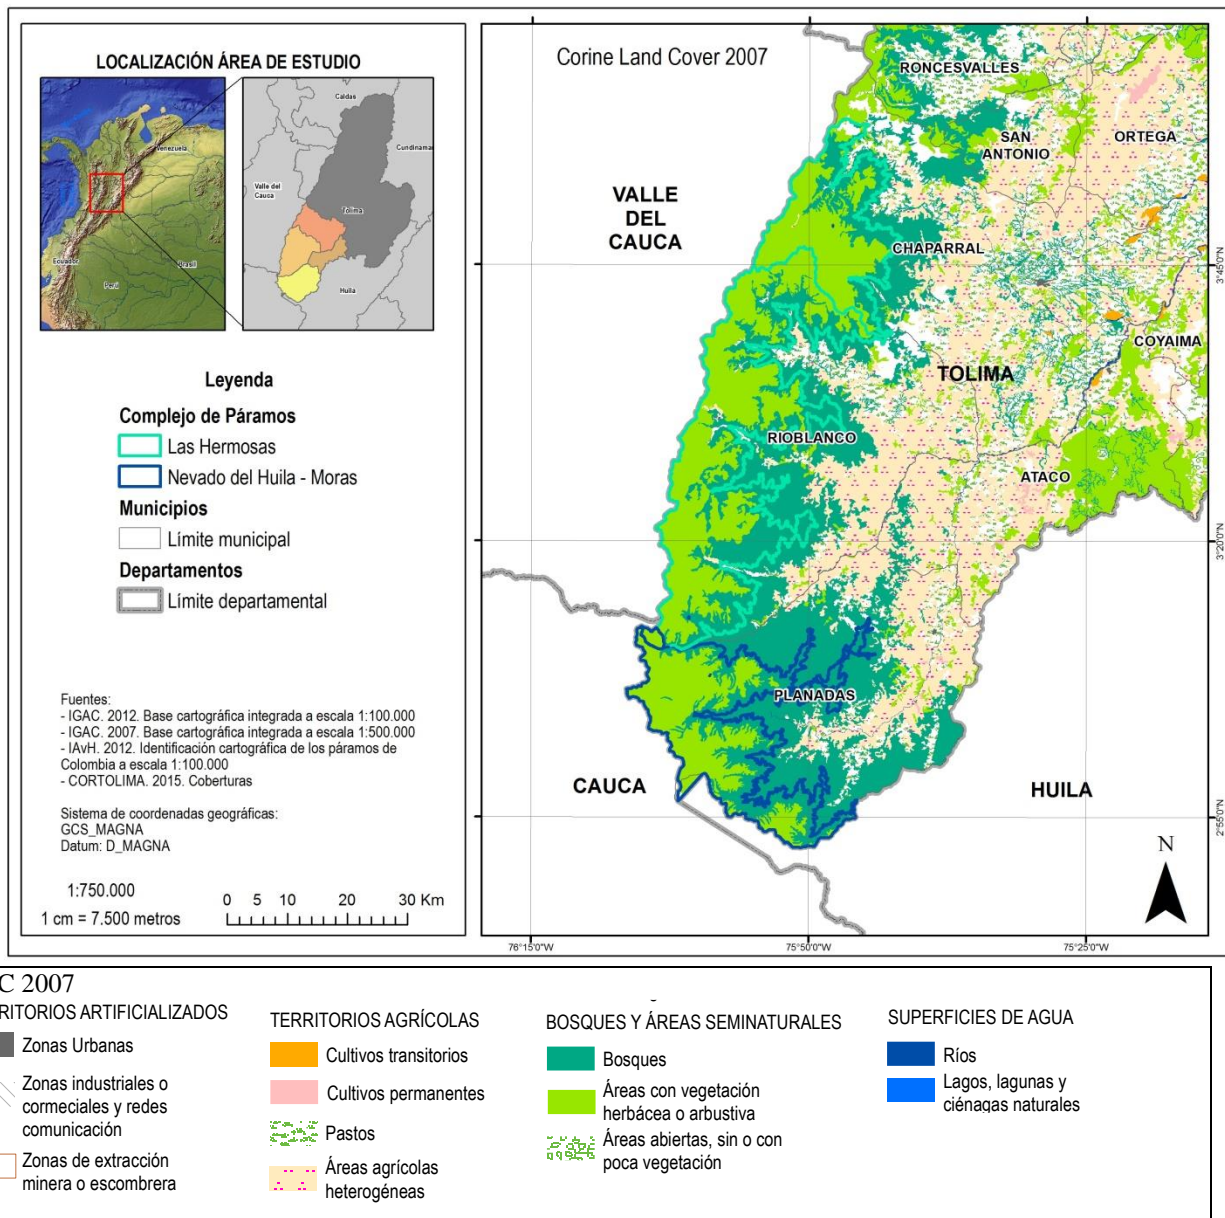 LOCALIZACIÓN ÁREA DE ESTUDIO
Venezuela
Ecuador
Perú
Brasil
Caldas
Cundinamar
Valle del
Cauca
Tolima
Huila
Leyenda
Complejo de Páramos
Las Hermosas
Nevado del Huila - Moras
Municipios
Límite municipal
Departamentos
Límite departamental
Fuentes:
- IGAC. 2012. Base cartográfica integrada a escala 1:100.000
- IGAC. 2007. Base cartográfica integrada a escala 1:500.000
- IAvH. 2012. Identificación cartográfica de los páramos de
Colombia a escala 1:100.000
- CORTOLIMA. 2015. Coberturas
Sistema de coordenadas geográficas:
GCS_MAGNA
Datum: D_MAGNA
1:750.000
1 cm = 7.500 metros
0 5 10 20 30 Km
Corine Land Cover 2007
RONCESVALLES
SAN
ANTONIO
ORTEGA
VALLE
DEL
CAUCA
CHAPARRAL
COYAIMA
TOLIMA
RIOBLANCO
ATACO
PLANADAS
CAUCA
HUILA
N
3°45'0"N
3°20'0"N
2°55'0"N
76°15'0"W
75°50'0"W
75°25'0"W
C 2007
RITORIOS ARTIFICIALIZADOS
Zonas Urbanas
Zonas industriales o
cormeciales y redes
comunicación
Zonas de extracción
minera o escombrera
TERRITORIOS AGRÍCOLAS
Cultivos transitorios
Cultivos permanentes
Pastos
Áreas agrícolas
heterogéneas
BOSQUES Y ÁREAS SEMINATURALES
Bosques
Áreas con vegetación
herbácea o arbustiva
Áreas abiertas, sin o con
poca vegetación
SUPERFICIES DE AGUA
Ríos
Lagos, lagunas y
ciénagas naturales